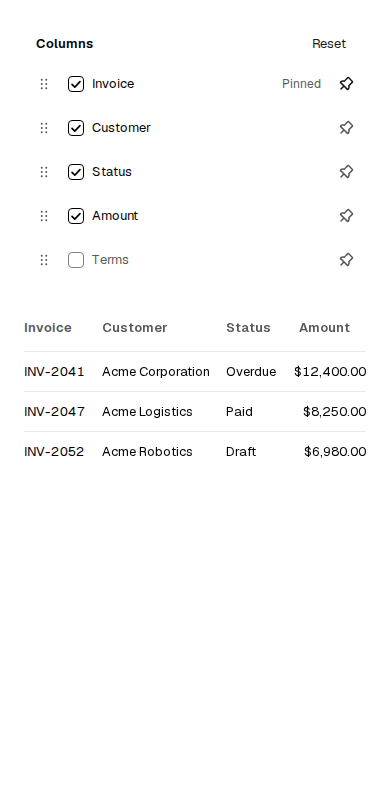 Columns Reset
Invoice Pinned
Customer
Status
Amount
Terms
Invoice Customer Status Amount
INV-2041 Acme Corporation Overdue $12,400.00
INV-2047 Acme Logistics Paid $8,250.00
INV-2052 Acme Robotics Draft $6,980.00